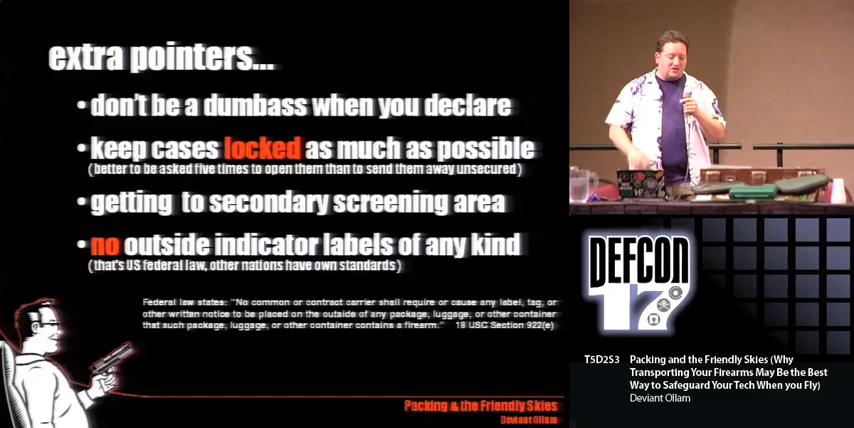 extra pointers...
• don't be a dumbass when you declare
• keep cases locked as much as possible
(better to be asked five times to open them than to send them away unsecured)
• getting to secondary screening area
• no outside indicator labels of any kind
(that's US federal law, other nations have own standards)
Federal law states: "No common or contract carrier shall require or cause any label, tag, or
other written notice to be placed on the outside of any package, luggage, or other container
that such package, luggage, or other container contains a firearm." 18 USC Section 922(e)
Packing & the Friendly Skies
Deviant Ollam
DEFCON
17
T5D2S3 Packing and the Friendly Skies (Why
Transporting Your Firearms May Be the Best
Way to Safeguard Your Tech When you Fly)
Deviant Ollam